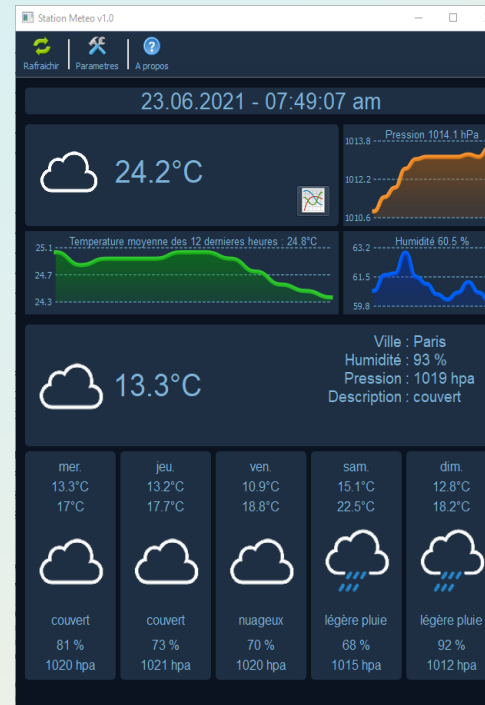 Station Meteo v1.0
Rafraichir
Parametres
A propos
23.06.2021 - 07:49:07 am
24.2°C
Pression 1014.1 hPa
1013.8
1012.2
1010.6
Temperature moyenne des 12 dernieres heures : 24.8°C
25.1
24.7
24.3
Humidité 60.5 %
63.2
61.5
59.8
13.3°C
Ville : Paris
Humidité : 93 %
Pression : 1019 hpa
Description : couvert
mer. jeu. ven. sam. dim.
13.3°C 13.2°C 10.9°C 15.1°C 12.8°C
17°C 17.7°C 18.8°C 22.5°C 18.2°C
couvert couvert nuageux légère pluie légère pluie
81 % 73 % 70 % 68 % 92 %
1020 hpa 1021 hpa 1020 hpa 1015 hpa 1012 hpa